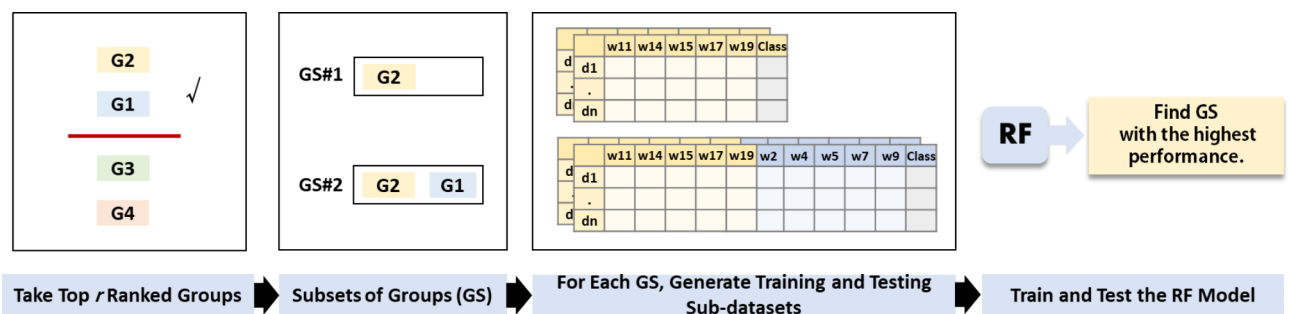 G2
G1
√
G3
G4
GS#1
G2
GS#2
G2 G1
w11 w14 w15 w17 w19 Class
d d1
. .
d dn
w11 w14 w15 w17 w19 w2 w4 w5 w7 w9 Class
d d1
. .
d dn
RF
Find GS
with the highest
performance.
Take Top r Ranked Groups
Subsets of Groups (GS)
For Each GS, Generate Training and Testing
Sub-datasets
Train and Test the RF Model